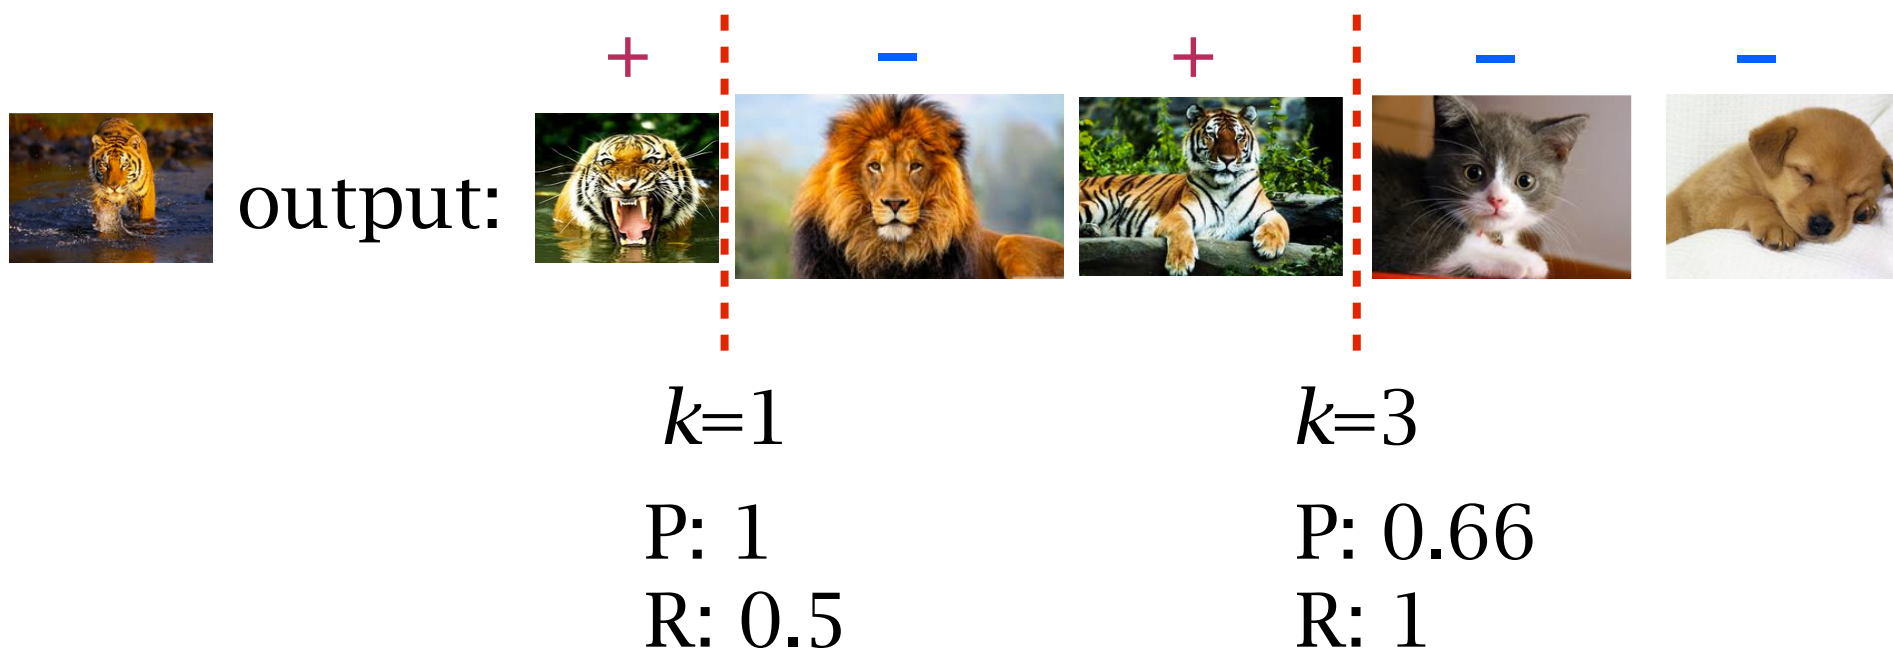 + − + − −
output:
k=1 k=3
P: 1 P: 0.66
R: 0.5 R: 1